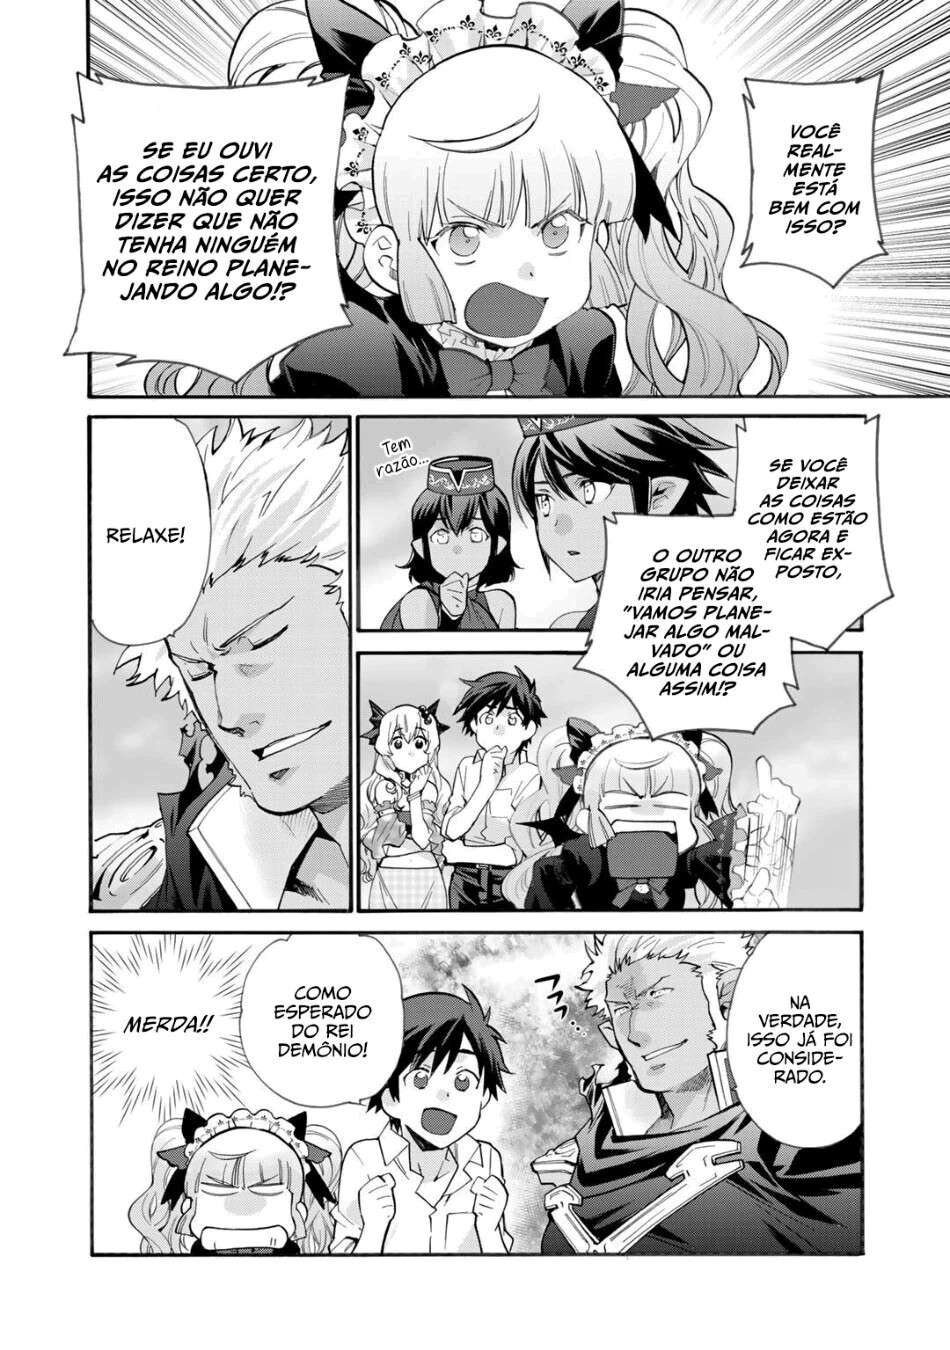 VOCÊ
REAL-
MENTE
ESTÁ
BEM COM
ISSO?
SE EU OUVI
AS COISAS CERTO,
ISSO NÃO QUER
DIZER QUE NÃO
TENHA NINGUÉM
NO REINO PLANE-
JANDO ALGO!?
SE VOCÊ
DEIXAR
AS COISAS
COMO ESTÃO
AGORA E
FICAR EX-
POSTO,
O OUTRO
GRUPO NÃO
IRIA PENSAR,
"VAMOS PLANE-
JAR ALGO MAL-
VADO" OU
ALGUMA COISA
ASSIM!?
Tem
razão...
RELAXE!
NA
VERDADE,
ISSO JÁ FOI
CONSIDE-
RADO.
COMO
ESPERADO
DO REI
DEMÔNIO!
MERDA!!